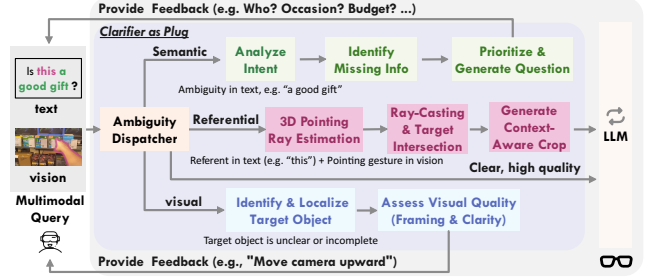 Provide Feedback (e.g. Who? Occasion? Budget? ...)
Clarifier as Plug
Is this a
good gift ?
text
vision
Multimodal
Query
Ambiguity
Dispatcher
Semantic
Analyze
Intent
Identify
Missing Info
Prioritize &
Generate Question
Ambiguity in text, e.g. “a good gift”
Referential
3D Pointing
Ray Estimation
Ray-Casting
& Target
Intersection
Generate
Context-
Aware Crop
Referent in text (e.g. “this”) + Pointing gesture in vision
Clear, high quality
LLM
visual
Identify & Localize
Target Object
Assess Visual Quality
(Framing & Clarity)
Target object is unclear or incomplete
Provide Feedback (e.g., "Move camera upward")